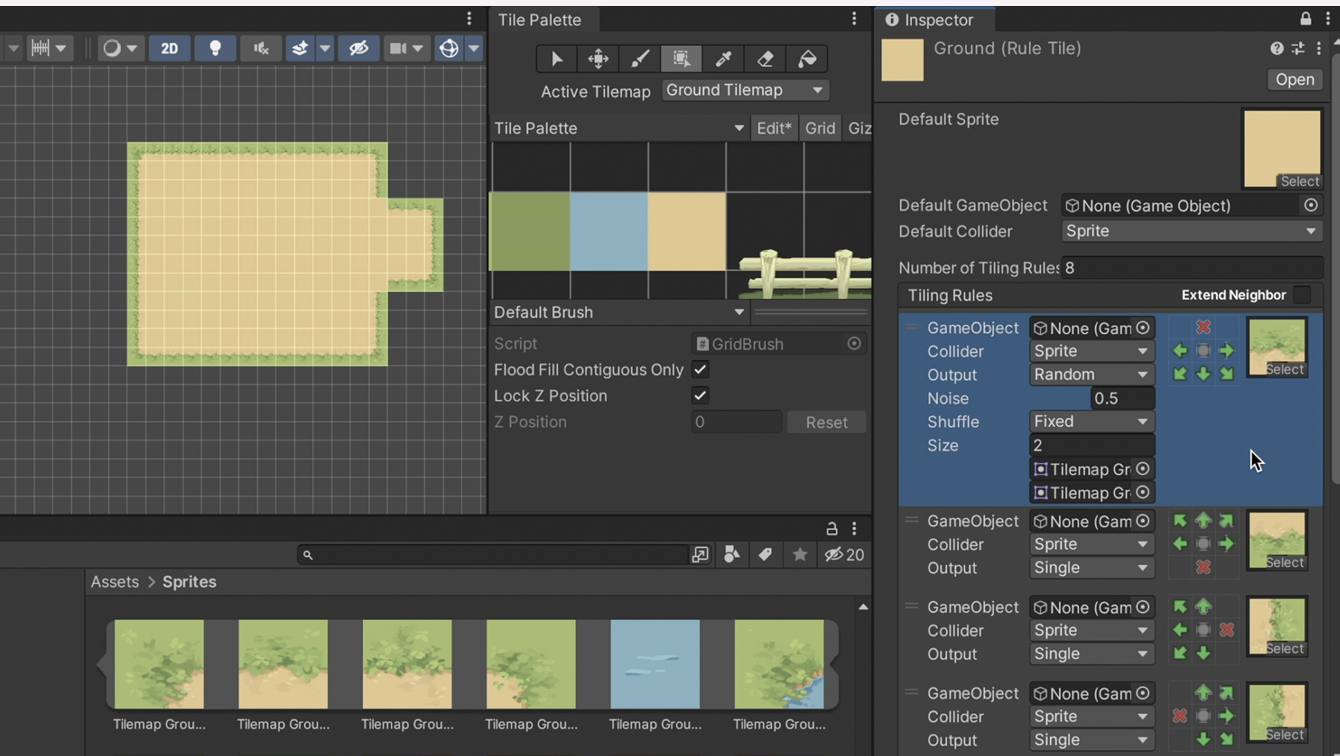 2D
Tile Palette
Active Tilemap
Ground Tilemap
Tile Palette
Edit*
Grid
Giz
Default Brush
Script
GridBrush
Flood Fill Contiguous Only
Lock Z Position
Z Position
0
Reset
Inspector
Ground (Rule Tile)
Open
Default Sprite
Select
Default GameObject
None (Game Object)
Default Collider
Sprite
Number of Tiling Rules
8
Tiling Rules
Extend Neighbor
GameObject
None (Gam
Collider
Sprite
Select
Output
Random
Noise
0.5
Shuffle
Fixed
Size
2
Tilemap Gr
Tilemap Gr
GameObject
None (Gam
Collider
Sprite
Select
Output
Single
GameObject
None (Gam
Collider
Sprite
Select
Output
Single
GameObject
None (Gam
Collider
Sprite
Select
Output
Single
20
Assets > Sprites
Tilemap Grou...
Tilemap Grou...
Tilemap Grou...
Tilemap Grou...
Tilemap Grou...
Tilemap Grou...